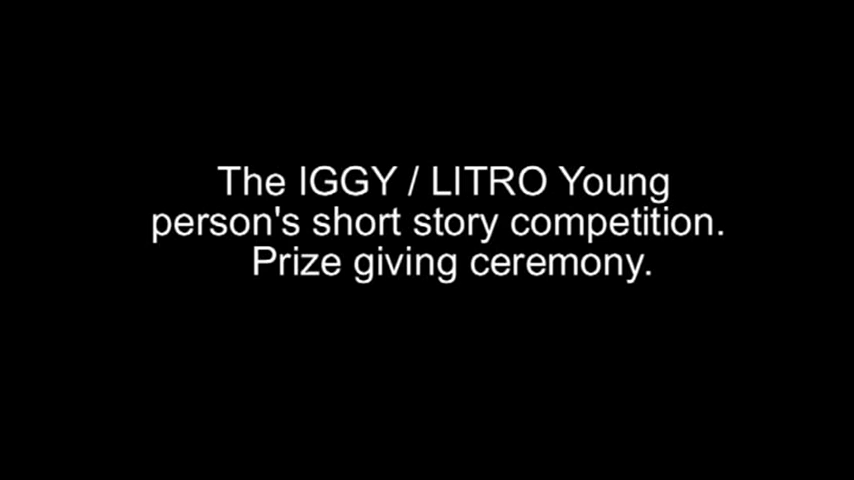 The IGGY / LITRO Young
person's short story competition.
Prize giving ceremony.